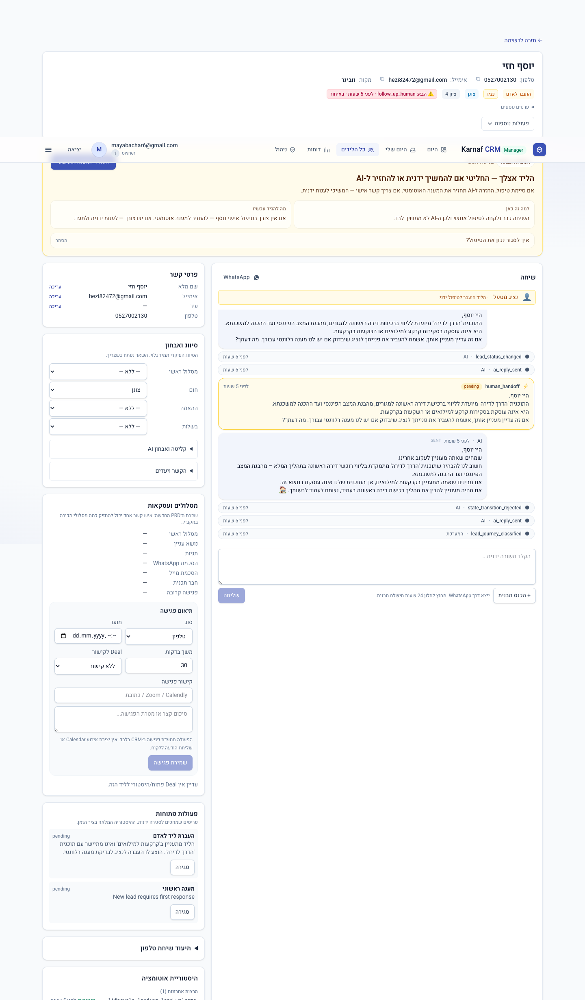 ← חזרה לרשימה
יוסף חזי
טלפון: 0527002130 אימייל: hezi82472@gmail.com מקור: וובינר
הועבר לאדם נציג צונן ציון 4 ⚠️ הבא: follow_up_human · לפני 5 שעות · באיחור
◀ פרטים נוספים
פעולות נוספות
Karnaf CRM Manager היום היום שלי כל הלידים דוחות ניהול mayabachar6@gmail.com M יציאה
? owner
הליד אצלך — החליטי אם להמשיך ידנית או להחזיר ל-AI
אם סיימת טיפול, החזרה ל-AI תחזיר את המענה האוטומטי. אם צריך קשר אישי — המשיכי לענות ידנית.
למה זה כאן
השיחה כבר נלקחה לטיפול אנושי ולכן ה-AI לא ממשיך לבד.
מה להגיד עכשיו
אם אין צורך בטיפול אישי נוסף — להחזיר למענה אוטומטי. אם יש צורך — לענות ידנית ולתעד.
איך לסגור נכון את הטיפול? הסתר
שיחה WhatsApp
👤 נציג מטפל · הליד הועבר לטיפול ידני.
היי יוסף,
התוכנית 'הדרך לדירה' מיועדת לליווי ברכישת דירה ראשונה למגורים, מהבנת המצב הפיננסי ועד ההכנה למשכנתא.
היא אינה עוסקת בסקירות קרקע למילואים או השקעות בקרקעות.
אם זה עדיין מעניין אותך, אשמח להעביר את פנייתך לנציג שיבדוק אם יש לנו מענה רלוונטי עבורך. מה דעתך?
lead_status_changed · AI לפני 5 שעות
ai_reply_sent · AI לפני 5 שעות
⚡ human_handoff pending לפני 5 שעות
היי יוסף,
התוכנית 'הדרך לדירה' מיועדת לליווי ברכישת דירה ראשונה למגורים, מהבנת המצב הפיננסי ועד ההכנה למשכנתא.
היא אינה עוסקת בסקירות קרקע למילואים או השקעות בקרקעות.
אם זה עדיין מעניין אותך, אשמח להעביר את פנייתך לנציג שיבדוק אם יש לנו מענה רלוונטי עבורך. מה דעתך?
AI · לפני 5 שעות SENT
היי יוסף,
שמחים שאתה מעוניין לעקוב אחרינו.
חשוב לנו להבהיר שתוכנית 'הדרך לדירה' מתמקדת בליווי רוכשי דירה ראשונה בתהליך המלא – מהבנת המצב
הפיננסי ועד ההכנה למשכנתא.
אנו מבינים שאתה מתעניין בקרקעות למילואים, אך התוכנית שלנו אינה עוסקת בנושא זה.
אם תהיה מעוניין להבין את תהליך רכישת דירה ראשונה בעתיד, נשמח לעמוד לרשותך. 🏠
state_transition_rejected · AI לפני 5 שעות
ai_reply_sent · AI לפני 5 שעות
lead_journey_classified · המערכת לפני 5 שעות
הקלד תשובה ידנית...
+ הכנס תבנית ייצא דרך WhatsApp. מחוץ לחלון 24 שעות תישלח תבנית. שליחה
פרטי קשר
שם מלא יוסף חזי עריכה
אימייל hezi82472@gmail.com עריכה
עיר — עריכה
טלפון 0527002130
סיווג ואבחון
הסיווג העיקרי תמיד גלוי. השאר נפתח כשצריך.
מסלול ראשי — ללא —
חום צונן
התאמה — ללא —
בשלות — ללא —
◀ קליטה ואבחון AI
◀ הקשר ויעדים
מסלולים ועסקאות
שכבת ה־PRD החדשה: איש קשר אחד יכול להחזיק כמה מסלולי מכירה
במקביל.
מסלול ראשי —
נושא עניין —
תגיות —
הסכמת WhatsApp —
הסכמת מייל —
חבר תכנית —
פגישה קרובה —
תיאום פגישה
סוג מועד
טלפון dd.mm.yyyy, --:--
משך בדקות Deal לקישור
30 ללא קישור
קישור פגישה
Zoom / Calendly / כתובת
סיכום קצר או מטרת הפגישה...
הפעולה מתעדת פגישה ב-CRM בלבד. אין יצירת אירוע Calendar או
שליחת הודעה ללקוח.
שמירת פגישה
עדיין אין Deal פתוח/היסטורי לליד הזה.
פעולות פתוחות
פריטים שמחכים לסגירה ידנית. ההיסטוריה המלאה בציר הזמן.
העברת ליד לאדם pending
הליד מתעניין ב'קרקעות למילואים' ואינו מתיישר עם תוכנית
'הדרך לדירה'. הוצע לו העברה לנציג לבדיקת מענה רלוונטי.
סגירה
מענה ראשוני pending
New lead requires first response
סגירה
◀ תיעוד שיחת טלפון
היסטוריית אוטומציה
הרצות אחרונות (1)